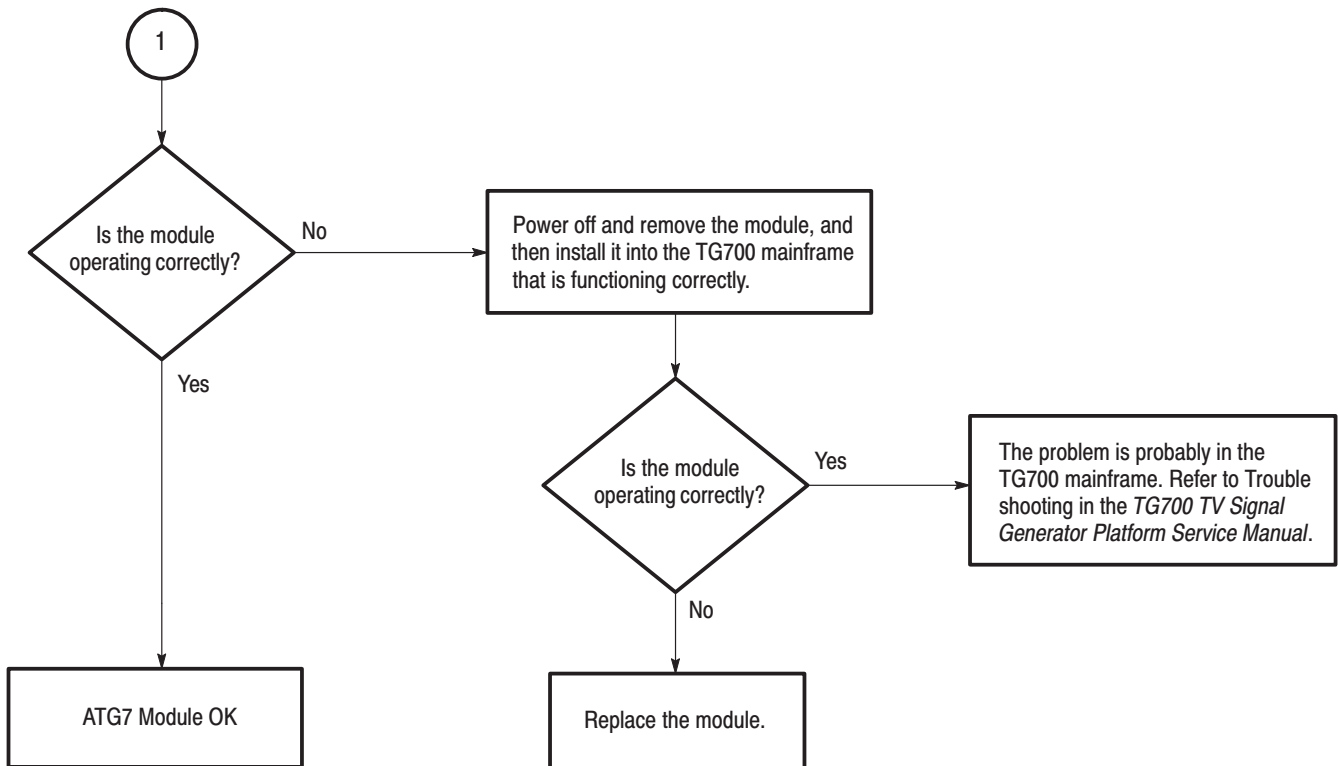 1
Is the module
operating correctly?
No
Power off and remove the module, and
then install it into the TG700 mainframe
that is functioning correctly.
Yes
Is the module
operating correctly?
Yes
The problem is probably in the
TG700 mainframe. Refer to Trouble
shooting in the TG700 TV Signal
Generator Platform Service Manual.
No
ATG7 Module OK
Replace the module.